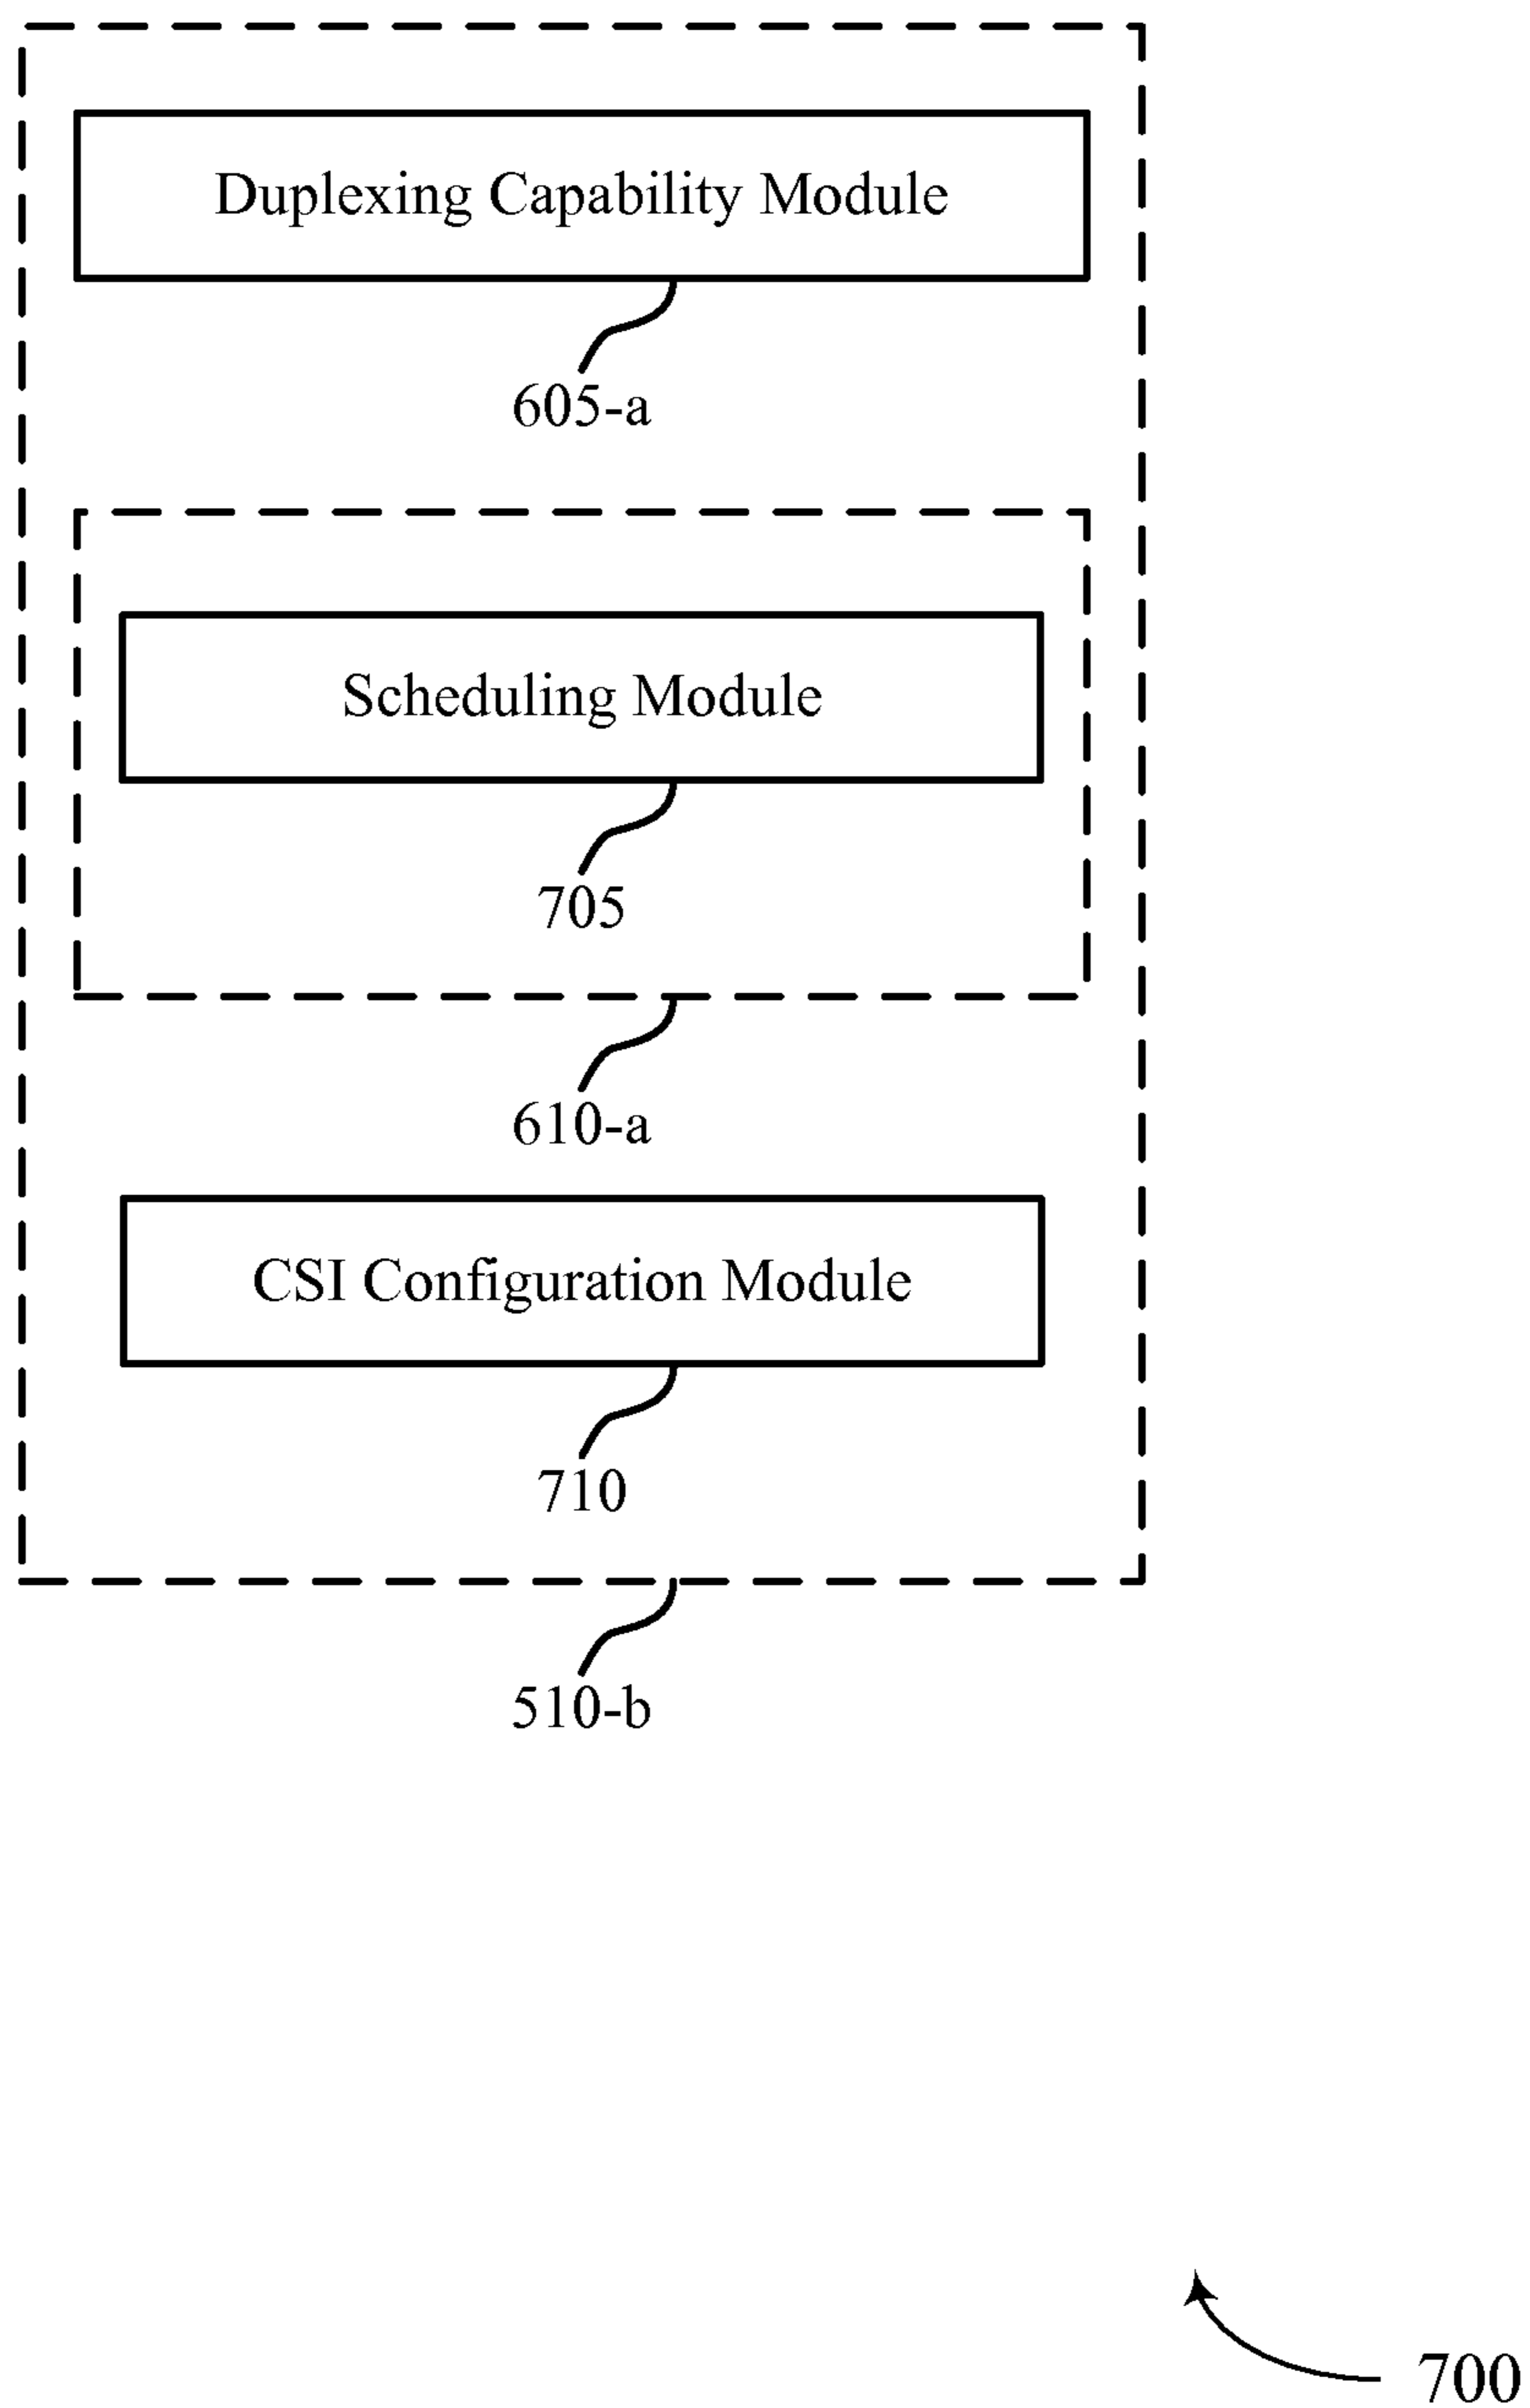 Duplexing Capability Module
605-a
Scheduling Module
705
610-a
CSI Configuration Module
710
510-b
700